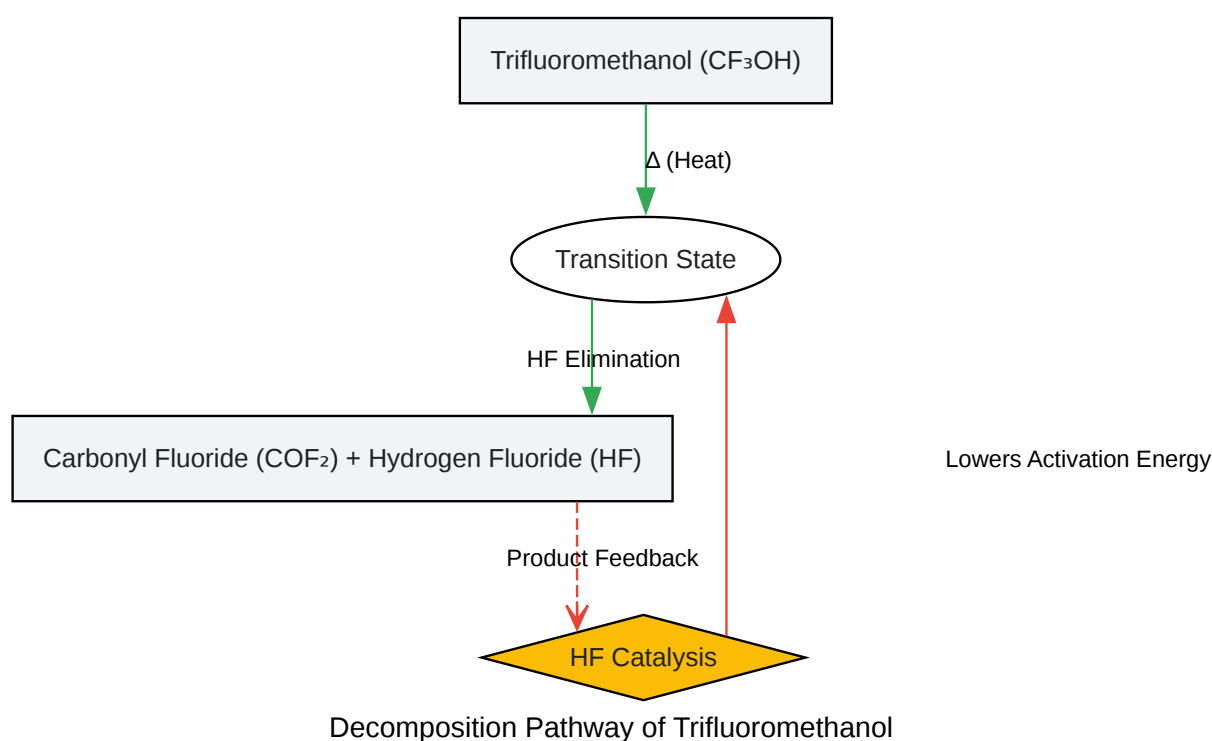 Trifluoromethanol (CF₃OH)
Δ (Heat)
Transition State
HF Elimination
Carbonyl Fluoride (COF₂) + Hydrogen Fluoride (HF)
Lowers Activation Energy
Product Feedback
HF Catalysis
Decomposition Pathway of Trifluoromethanol